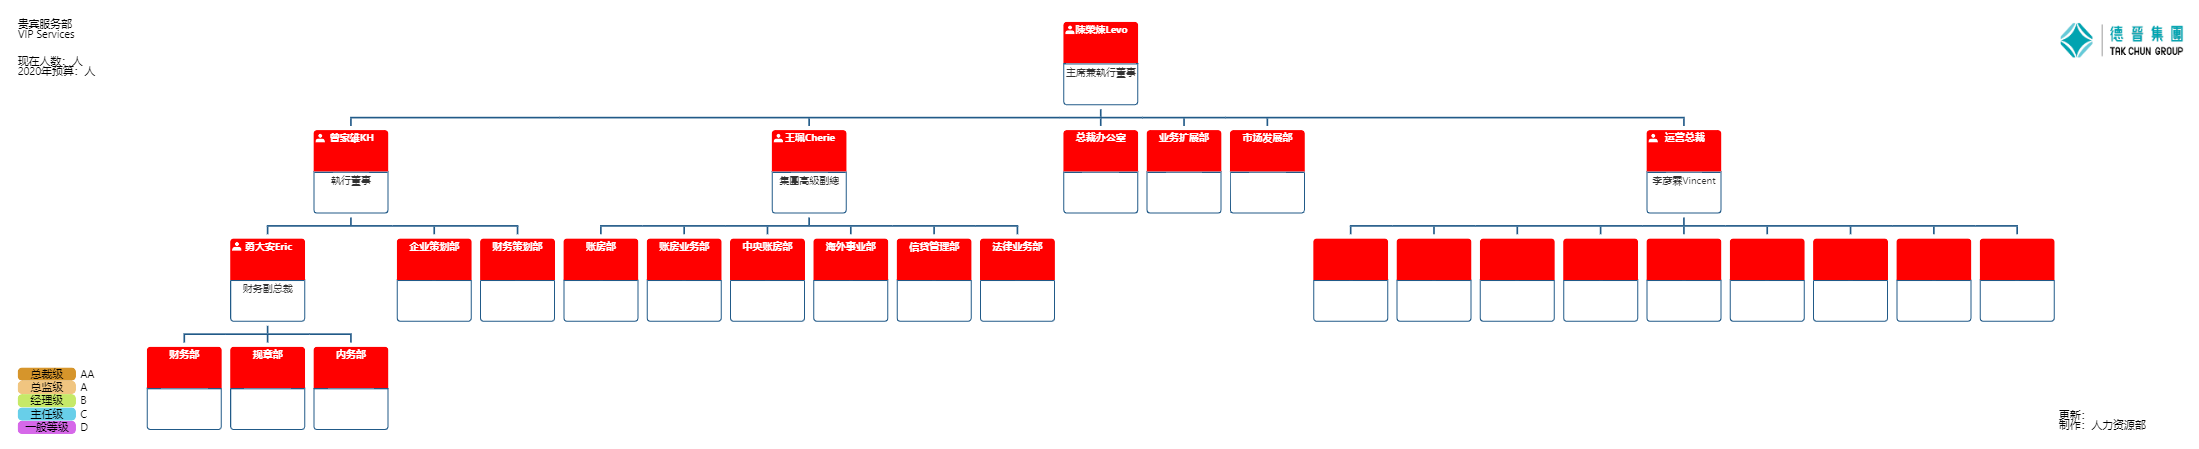 贵宾服务部
VIP Services
现在人数：人
2020年预算：人
德晉集團
TAK CHUN GROUP
陳榮煉Levo
主席兼執行董事
曾家雄KH
執行董事
王珮Cherie
集團高級副總
总裁办公室
业务扩展部
市场发展部
运营总裁
李彦霖Vincent
勇大安Eric
财务副总裁
企业策划部
财务策划部
账房部
账房业务部
中央账房部
海外事业部
信贷管理部
法律业务部
财务部
规章部
内务部
总裁级 AA
总监级 A
经理级 B
主任级 C
一般等级 D
更新：
制作：人力资源部